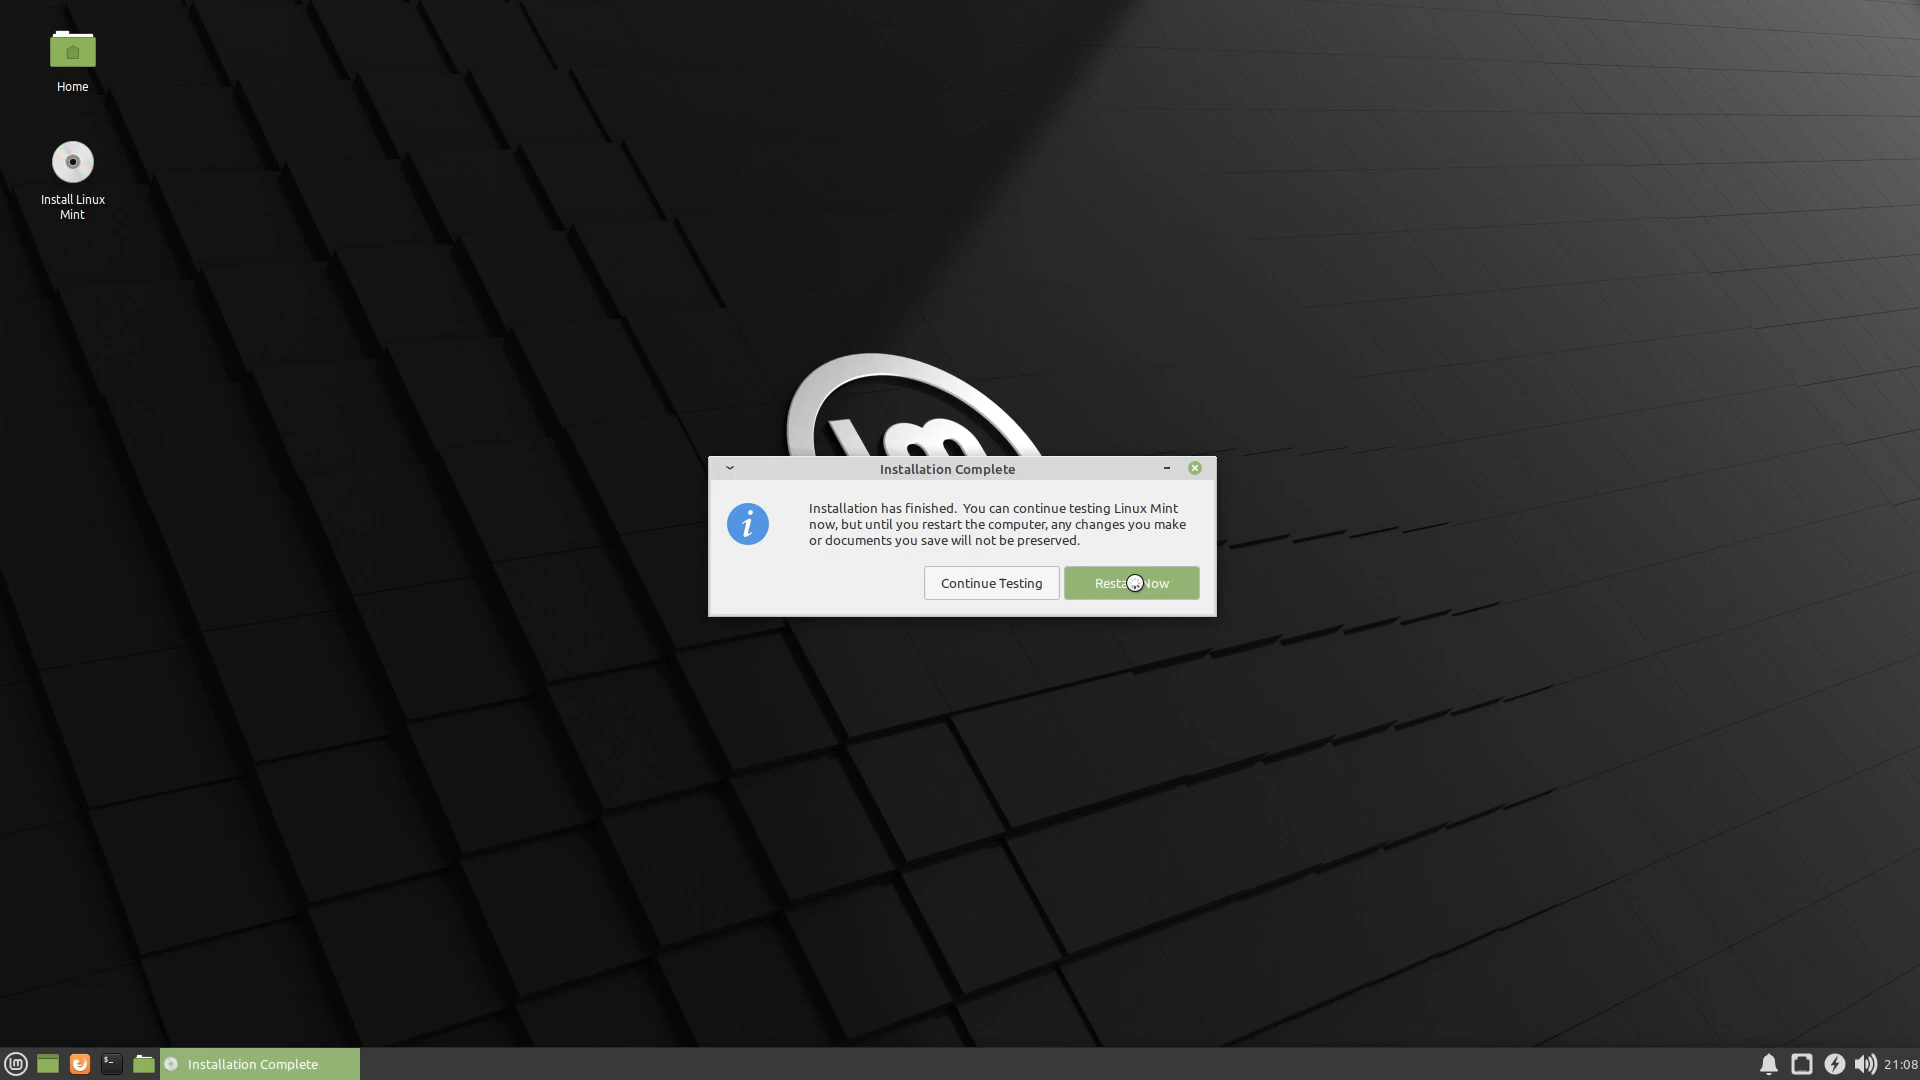 Home
Install Linux
Mint
lm
Installation Complete
Installation has finished.  You can continue testing Linux Mint
now, but until you restart the computer, any changes you make
or documents you save will not be preserved.
Continue Testing
Now
Installation Complete
21:08